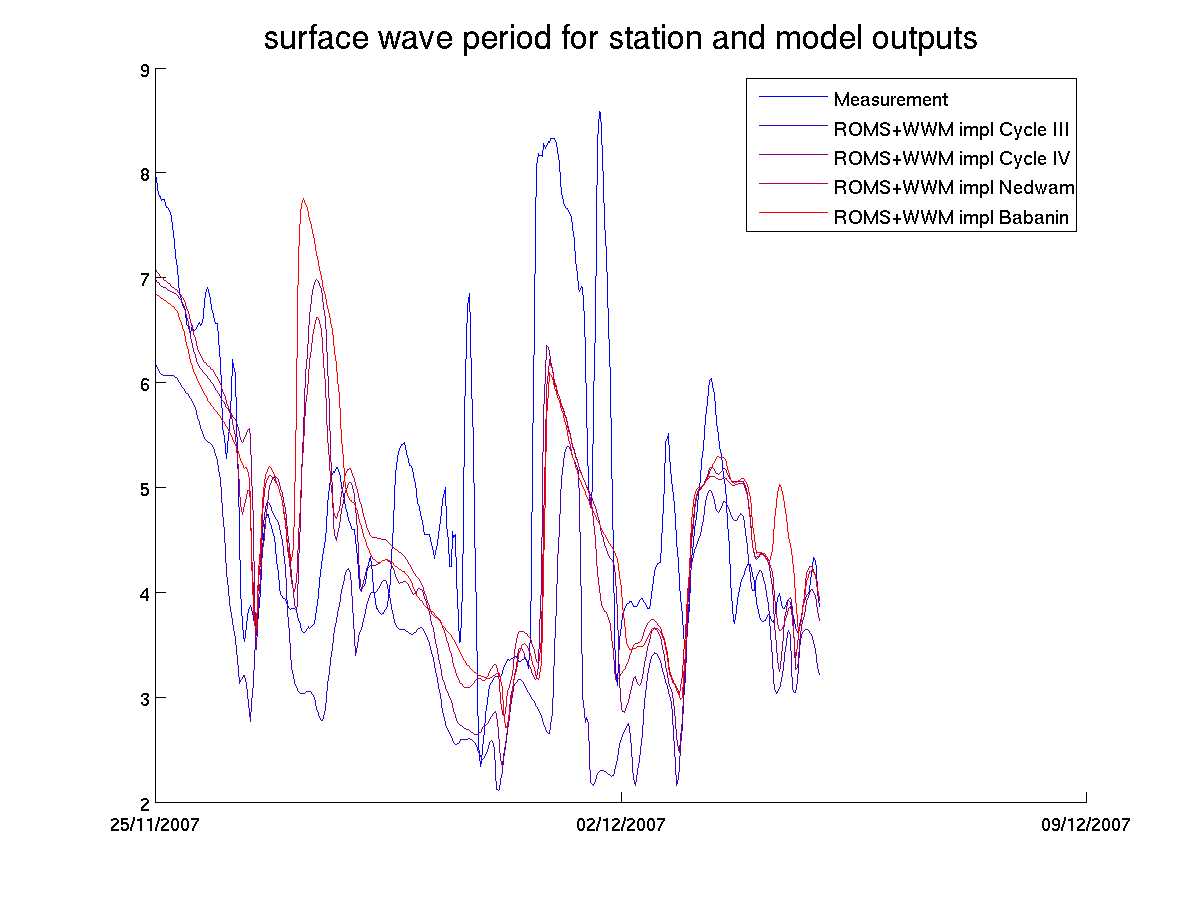 surface wave period for station and model outputs
9
8
7
6
5
4
3
2
Measurement
ROMS+WWM impl Cycle III
ROMS+WWM impl Cycle IV
ROMS+WWM impl Nedwam
ROMS+WWM impl Babanin
25/11/2007
02/12/2007
09/12/2007